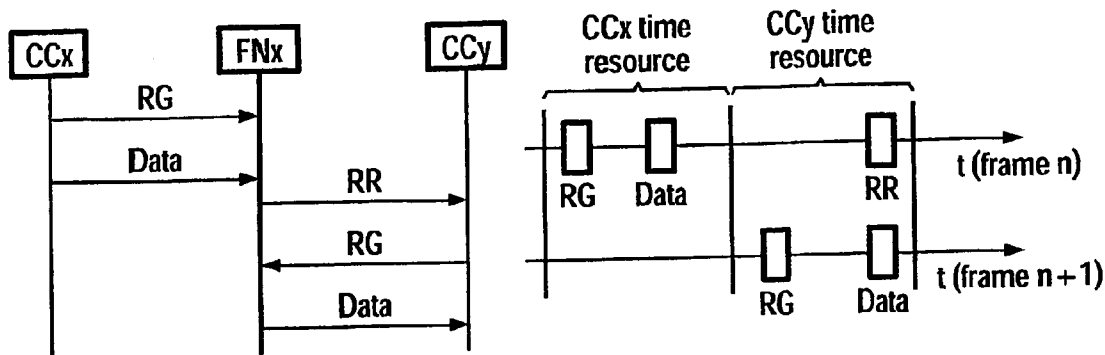 CCx
FNx
CCy
RG
Data
RR
RG
Data
CCx time
resource
CCy time
resource
RG
Data
RR
t (frame n)
RG
Data
t (frame n+1)